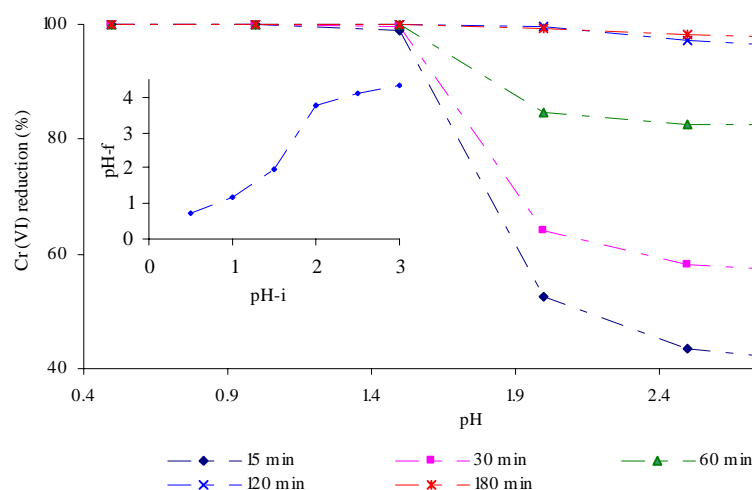 100
80
60
40
Cr(VI) reduction (%)
0.4 0.9 1.4 1.9 2.4
pH
4
3
2
1
0
pH-f
0 1 2 3
pH-i
15 min 30 min 60 min
120 min 180 min